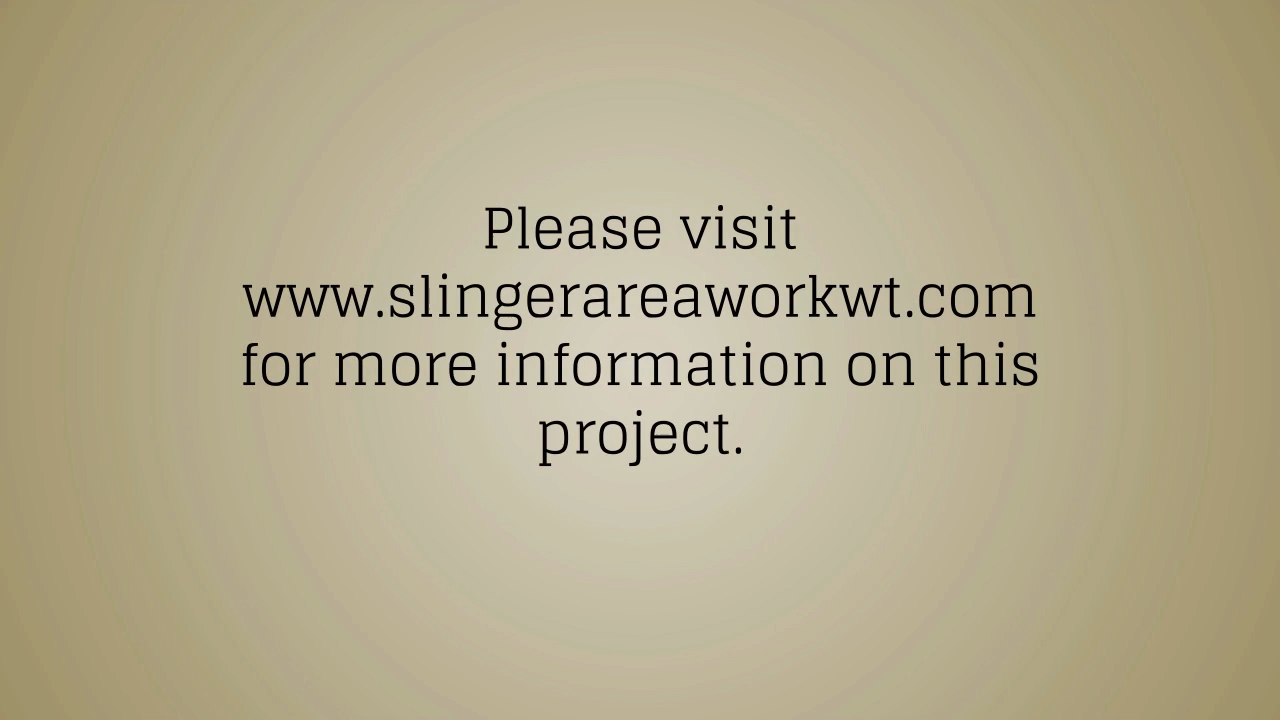 Please visit
www.slingerareaworkwt.com
for more information on this
project.